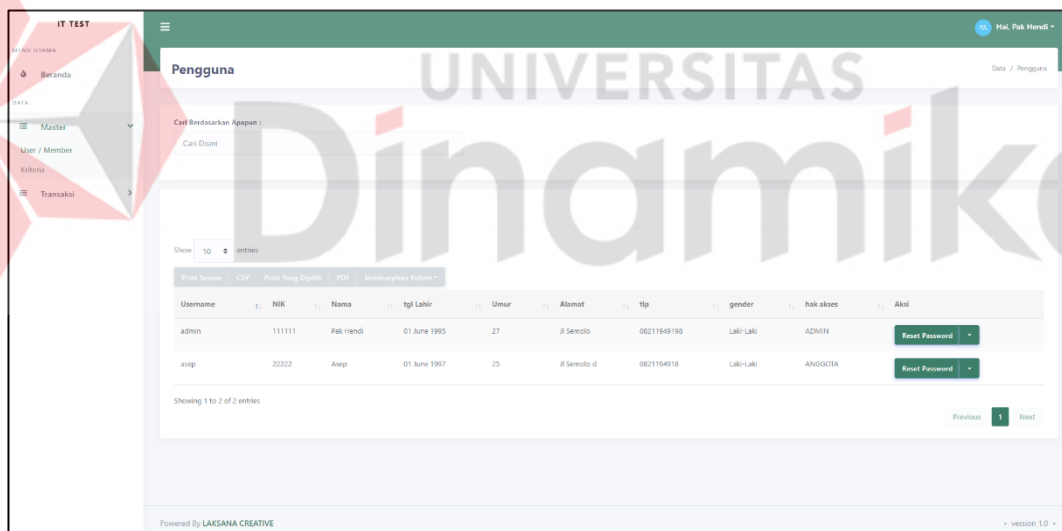 IT TEST
Hai, Pak Hendi
MENU UTAMA
Beranda
DATA
Master
User / Member
Kriteria
Transaksi
Pengguna
Data / Pengguna
UNIVERSITAS
Dinamika
Cari Berdasarkan Apapun :
Cari Disini
Show 10 entries
Print Semua CSV Print Yang Dipilih PDF Sembunyikan Kolom
Username NIK Nama tgl Lahir Umur Alamat tlp gender hak akses Aksi
admin 111111 Pak Hendi 01 June 1995 27 Jl Semolo 08211949198 Laki-Laki ADMIN Reset Password
asep 22222 Asep 01 June 1997 25 Jl Semolo d 0821194918 Laki-Laki ANGGOTA Reset Password
Showing 1 to 2 of 2 entries
Previous 1 Next
Powered By LAKSANA CREATIVE
• version 1.0 •